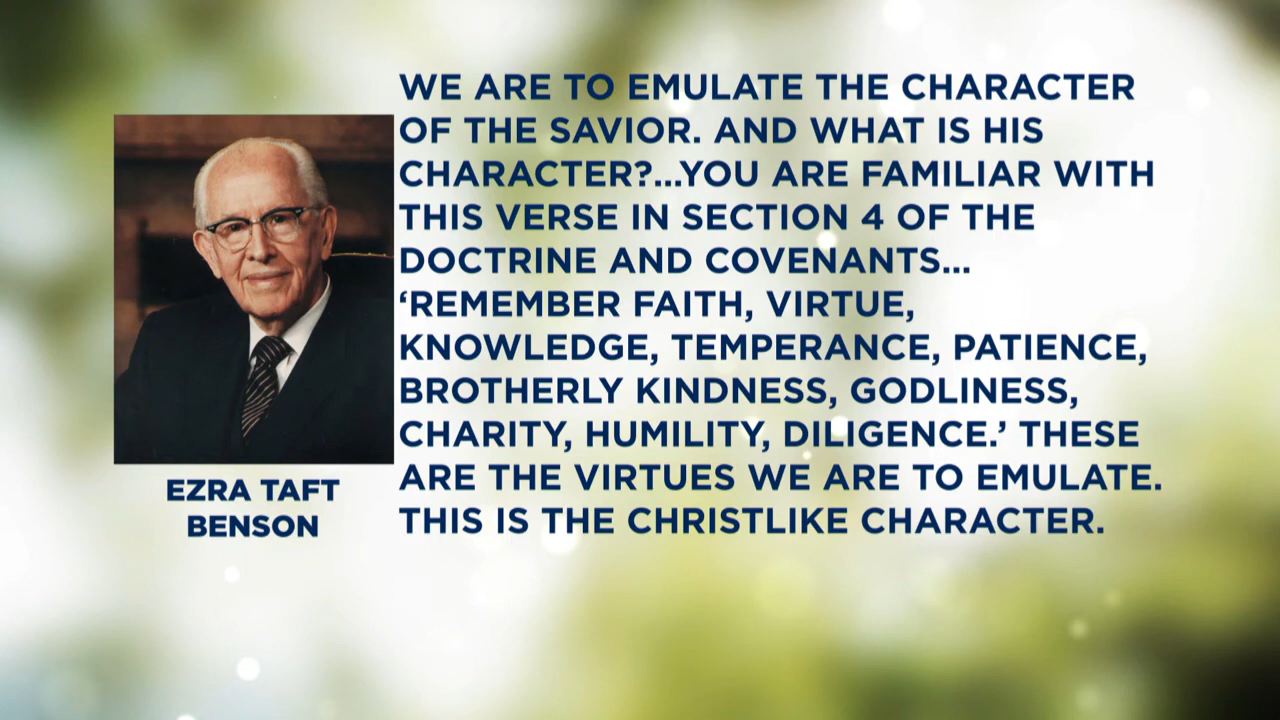 WE ARE TO EMULATE THE CHARACTER
OF THE SAVIOR. AND WHAT IS HIS
CHARACTER?...YOU ARE FAMILIAR WITH
THIS VERSE IN SECTION 4 OF THE
DOCTRINE AND COVENANTS...
‘REMEMBER FAITH, VIRTUE,
KNOWLEDGE, TEMPERANCE, PATIENCE,
BROTHERLY KINDNESS, GODLINESS,
CHARITY, HUMILITY, DILIGENCE.’ THESE
ARE THE VIRTUES WE ARE TO EMULATE.
THIS IS THE CHRISTLIKE CHARACTER.
EZRA TAFT
BENSON